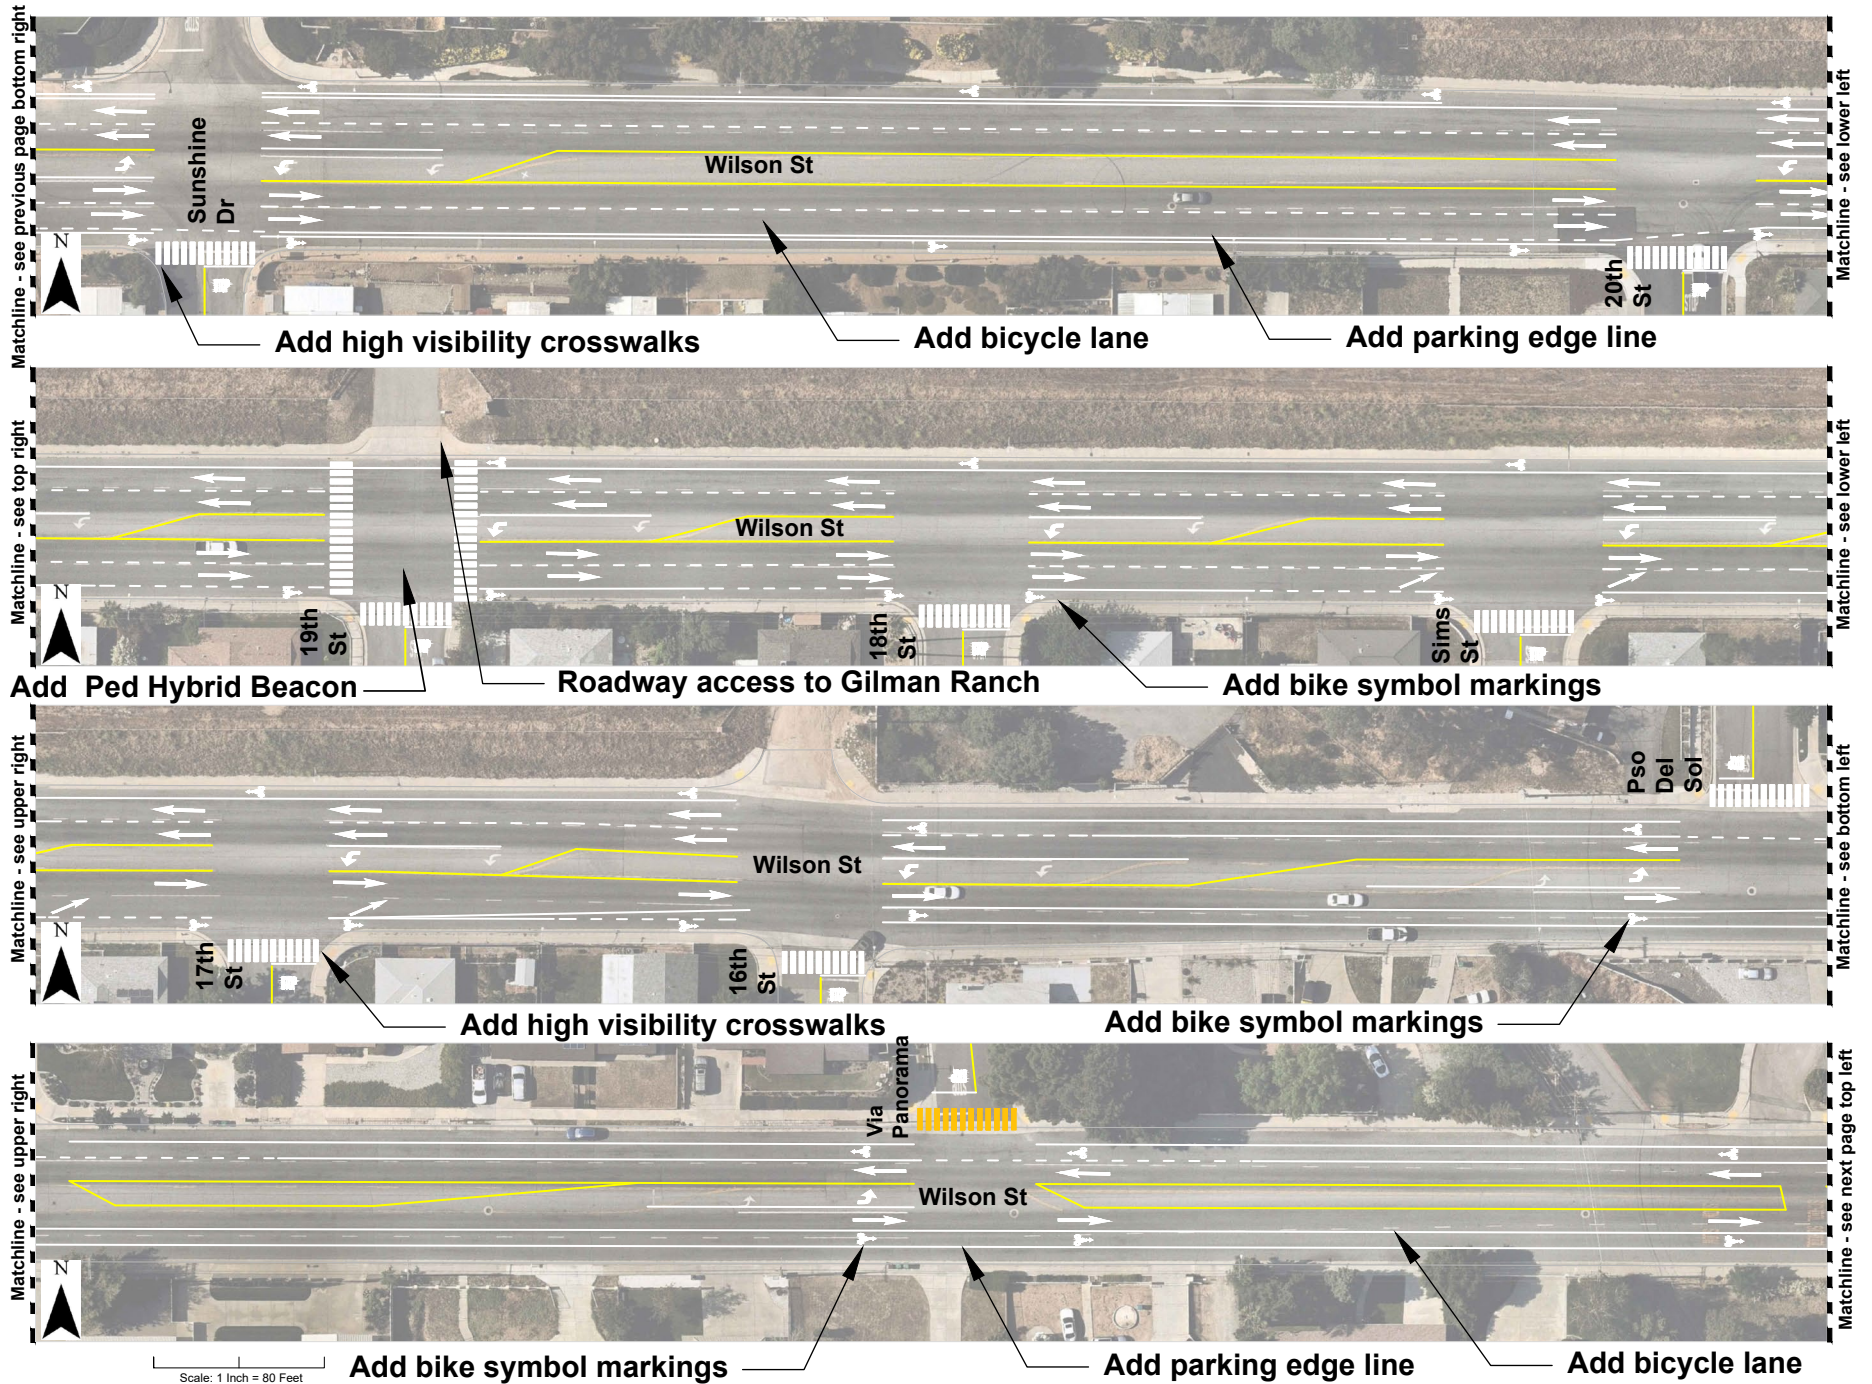 Matchline - see previous page bottom right
Sunshine
Dr
Wilson St
20th
St
N
Matchline - see lower left
Add high visibility crosswalks
Add bicycle lane
Add parking edge line
Matchline - see top right
Wilson St
19th
St
18th
St
Sims
St
N
Matchline - see lower left
Add Ped Hybrid Beacon
Roadway access to Gilman Ranch
Add bike symbol markings
Matchline - see upper right
Pso
Del
Sol
Wilson St
17th
St
16th
St
N
Matchline - see bottom left
Add high visibility crosswalks
Add bike symbol markings
Matchline - see upper right
Via
Panorama
Wilson St
N
Matchline - see next page top left
Add bike symbol markings
Add parking edge line
Add bicycle lane
Scale: 1 Inch = 80 Feet